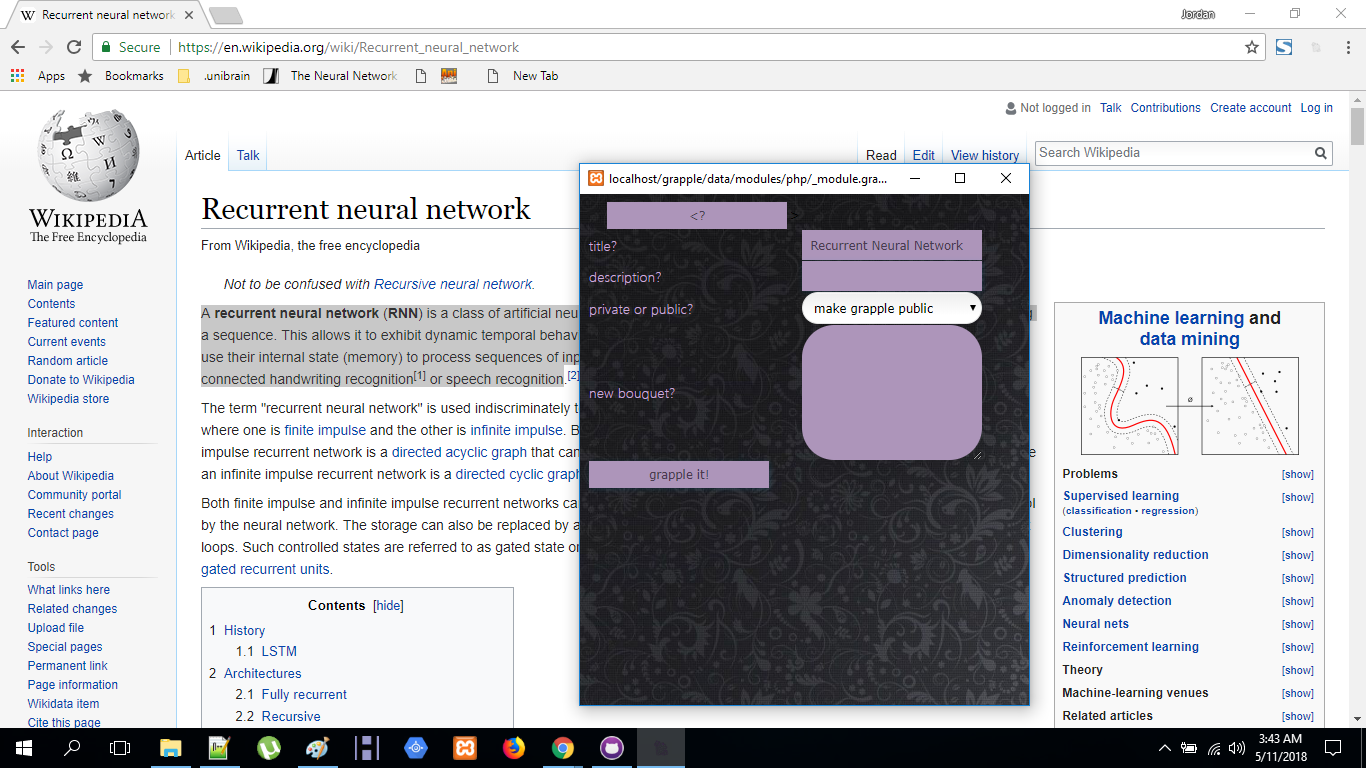 Recurrent neural network
Jordan
Secure
https://en.wikipedia.org/wiki/Recurrent_neural_network
Apps
Bookmarks
.unibrain
The Neural Network
New Tab
Not logged in Talk Contributions Create account Log in
Article Talk
Read Edit View history
Search Wikipedia
WIKIPEDIA
The Free Encyclopedia
Main page
Contents
Featured content
Current events
Random article
Donate to Wikipedia
Wikipedia store
Interaction
Help
About Wikipedia
Community portal
Recent changes
Contact page
Tools
What links here
Related changes
Upload file
Special pages
Permanent link
Page information
Wikidata item
Cite this page
Recurrent neural network
From Wikipedia, the free encyclopedia
Not to be confused with Recursive neural network.
A recurrent neural network (RNN) is a class of artificial neu
a sequence. This allows it to exhibit dynamic temporal behav
use their internal state (memory) to process sequences of inp
connected handwriting recognition[1] or speech recognition.[2]
The term "recurrent neural network" is used indiscriminately t
where one is finite impulse and the other is infinite impulse. B
impulse recurrent network is a directed acyclic graph that can
an infinite impulse recurrent network is a directed cyclic grap
Both finite impulse and infinite impulse recurrent networks ca
by the neural network. The storage can also be replaced by a
loops. Such controlled states are referred to as gated state or
gated recurrent units.
Contents [hide]
1 History
1.1 LSTM
2 Architectures
2.1 Fully recurrent
2.2 Recursive
localhost/grapple/data/modules/php/_module.gra...
<?
title?
Recurrent Neural Network
description?
private or public?
make grapple public
new bouquet?
grapple it!
Machine learning and
data mining
Problems [show]
Supervised learning [show]
(classification • regression)
Clustering [show]
Dimensionality reduction [show]
Structured prediction [show]
Anomaly detection [show]
Neural nets [show]
Reinforcement learning [show]
Theory [show]
Machine-learning venues [show]
Related articles [show]
3:43 AM
5/11/2018